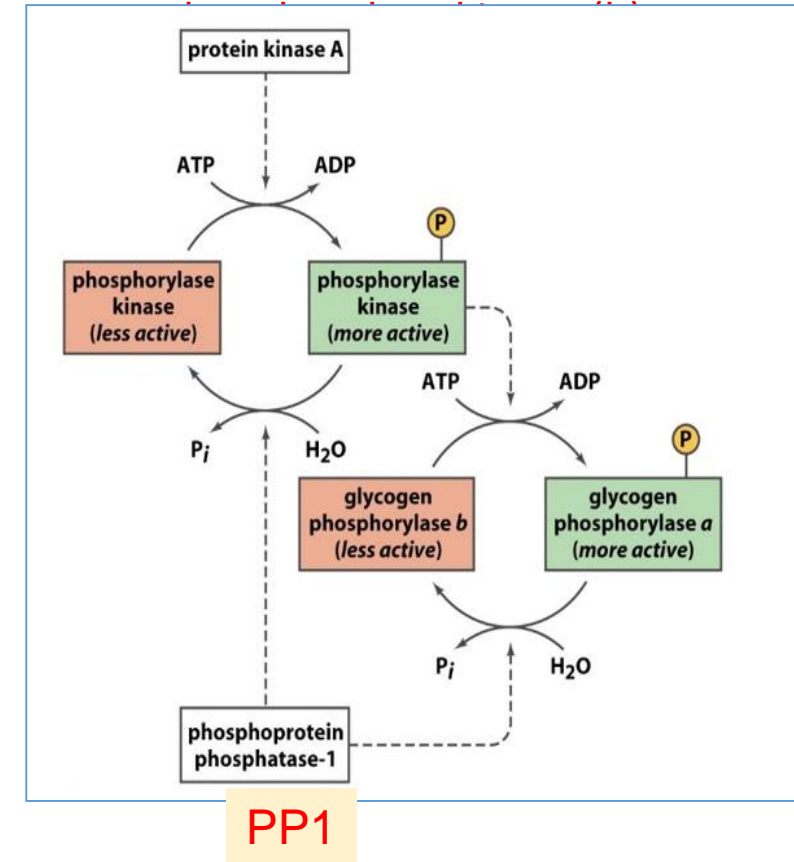 protein kinase A
ATP
ADP
P
phosphorylase
kinase
(less active)
phosphorylase
kinase
(more active)
ATP
ADP
Pi
H2O
P
glycogen
phosphorylase b
(less active)
glycogen
phosphorylase a
(more active)
Pi
H2O
phosphoprotein
phosphatase-1
PP1